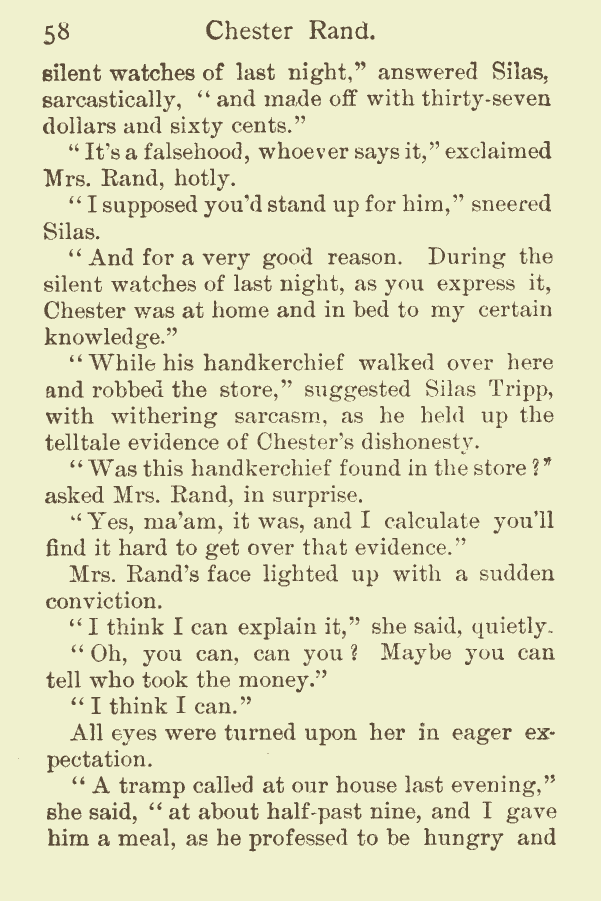 58 Chester Rand.
silent watches of last night,” answered Silas,
sarcastically, “ and made off with thirty-seven
dollars and sixty cents.”
“ It’s a falsehood, whoever says it,” exclaimed
Mrs. Rand, hotly.
“ I supposed you’d stand up for him,” sneered
Silas.
“ And for a very good reason. During the
silent watches of last night, as you express it,
Chester was at home and in bed to my certain
knowledge.”
“ While his handkerchief walked over here
and robbed the store,” suggested Silas Tripp,
with withering sarcasm, as he held up the
telltale evidence of Chester’s dishonesty.
“ Was this handkerchief found in the store ?”
asked Mrs. Rand, in surprise.
“ Yes, ma’am, it was, and I calculate you’ll
find it hard to get over that evidence.”
Mrs. Rand’s face lighted up with a sudden
conviction.
“ I think I can explain it,” she said, quietly.
“ Oh, you can, can you ? Maybe you can
tell who took the money.”
“ I think I can.”
All eyes were turned upon her in eager ex-
pectation.
“ A tramp called at our house last evening,”
she said, “ at about half-past nine, and I gave
him a meal, as he professed to be hungry and